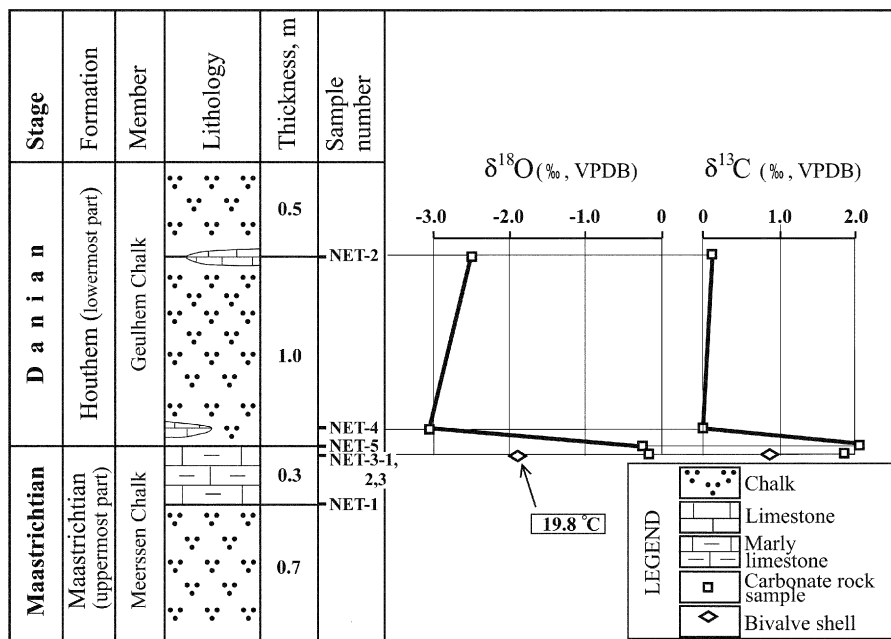 Stage
Formation
Member
Lithology
Thickness, m
Sample
number
δ18O (‰, VPDB)
δ13C (‰, VPDB)
-3.0
-2.0
-1.0
0
0
1.0
2.0
Danian
Houthem (lowermost part)
Geulhem Chalk
0.5
NET-2
1.0
NET-4
NET-5
NET-3-1,
2,3
Maastrichtian
Maastrichtian
(uppermost part)
Meerssen Chalk
0.3
NET-1
0.7
19.8 °C
LEGEND
Chalk
Limestone
Marly
limestone
Carbonate rock
sample
Bivalve shell